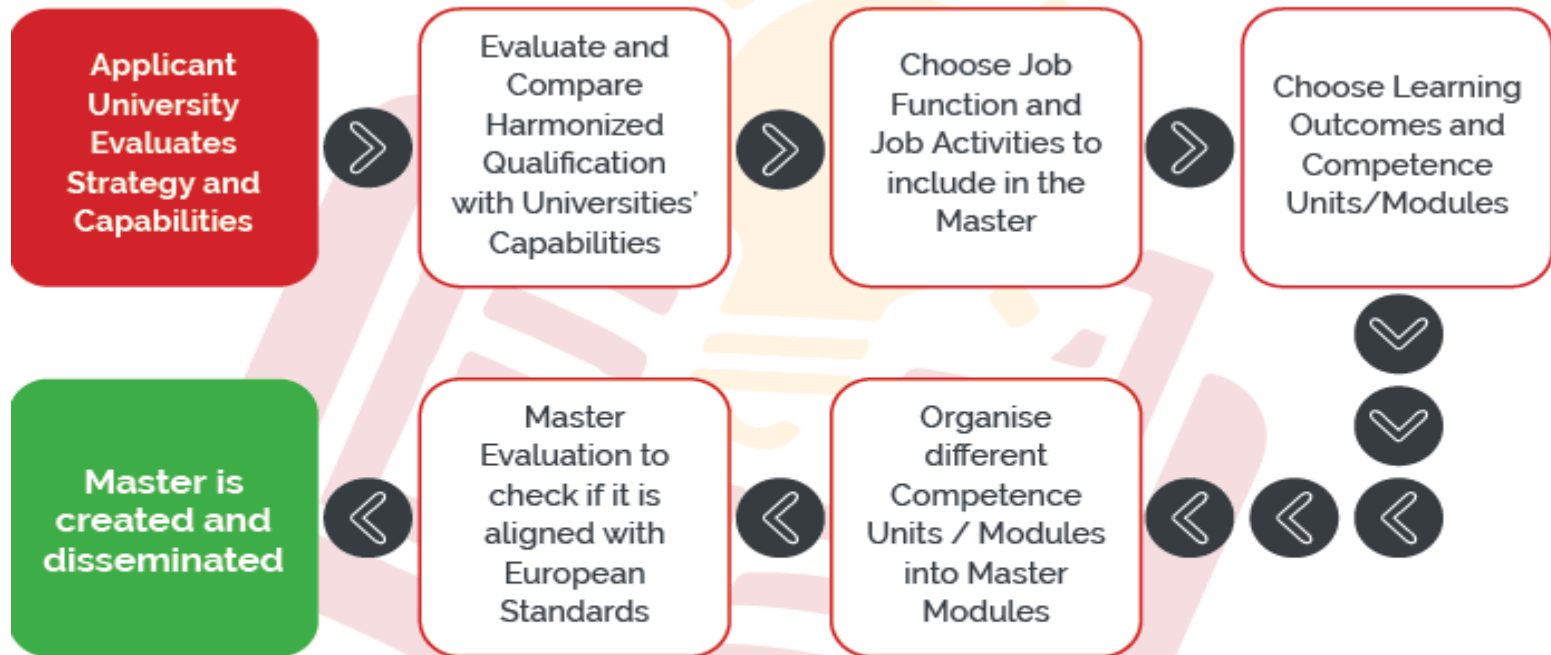 Applicant
University
Evaluates
Strategy and
Capabilities
Evaluate and
Compare
Harmonized
Qualification
with Universities'
Capabilities
Choose Job
Function and
Job Activities to
include in the
Master
Choose Learning
Outcomes and
Competence
Units/Modules
Organise
different
Competence
Units / Modules
into Master
Modules
Master
Evaluation to
check if it is
aligned with
European
Standards
Master is
created and
disseminated